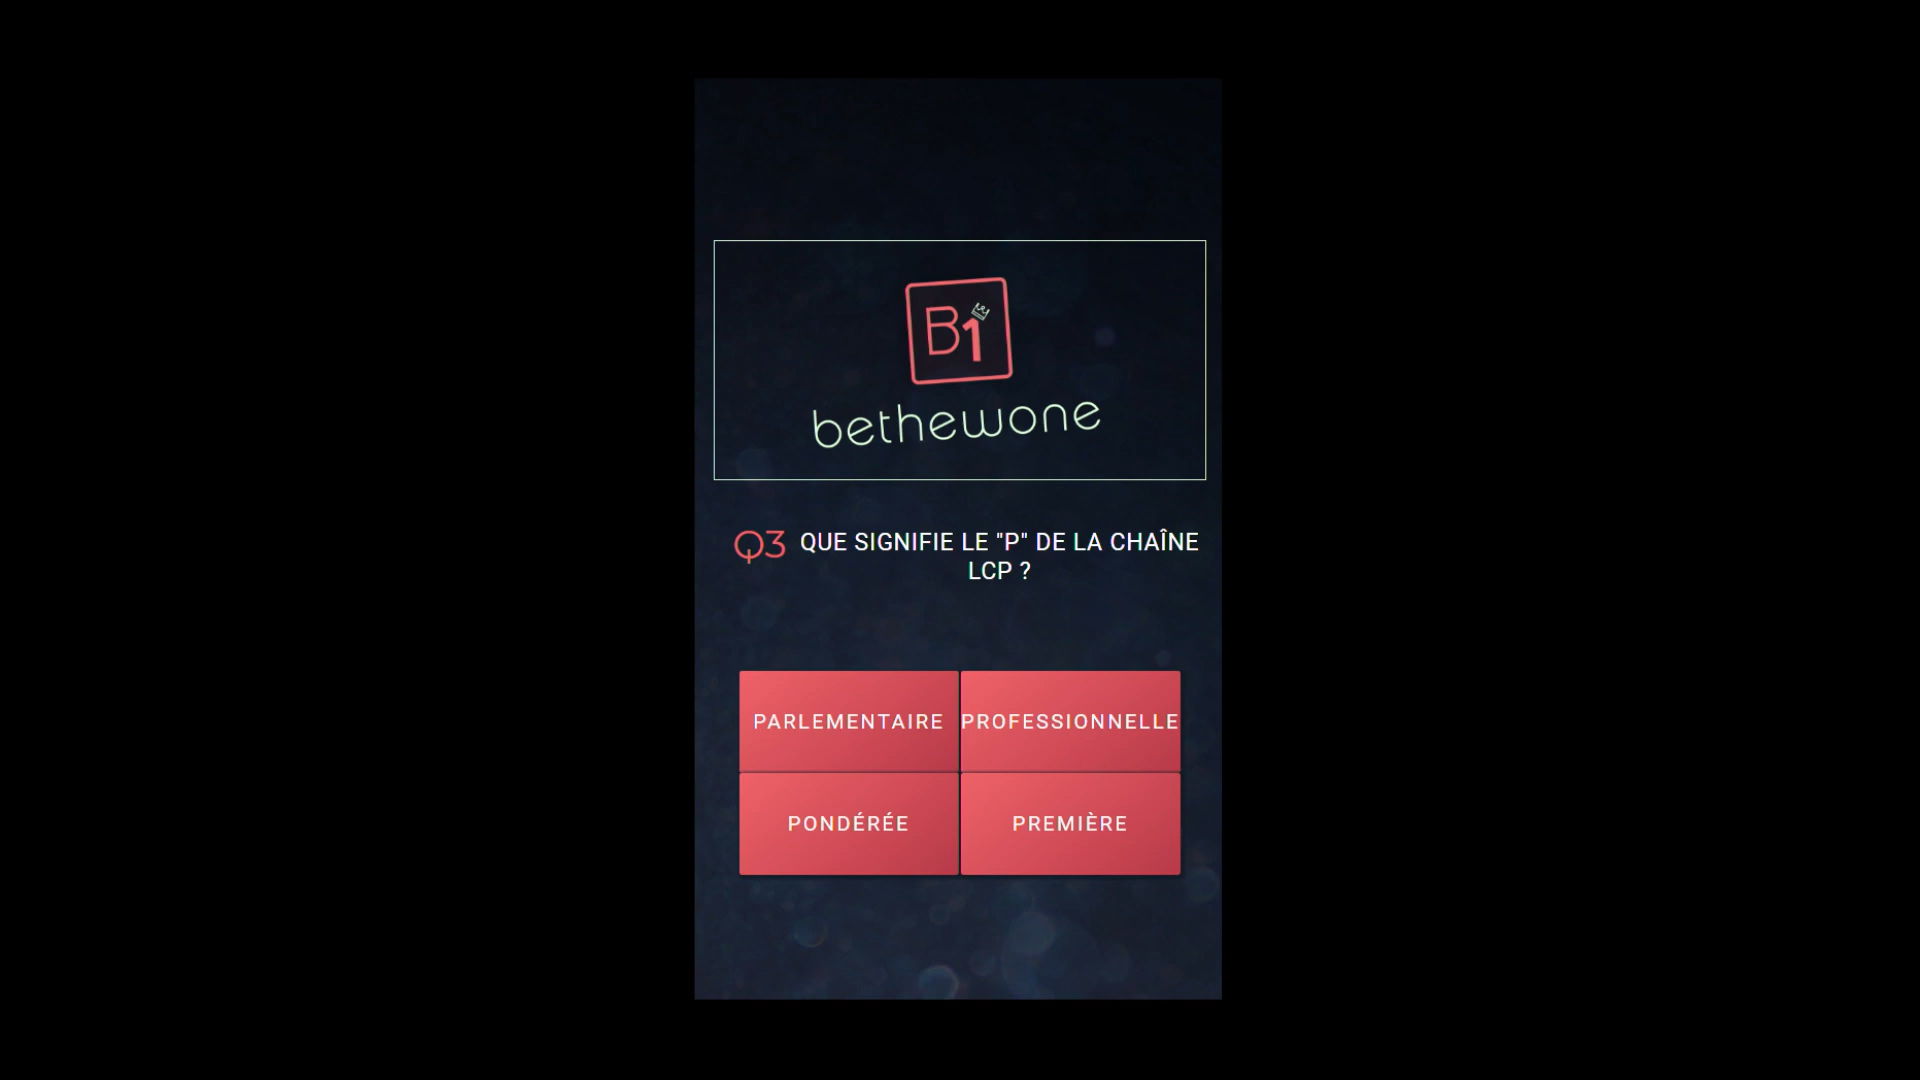 B1
bethewone
Q3 QUE SIGNIFIE LE "P" DE LA CHAÎNE
LCP ?
PARLEMENTAIRE PROFESSIONNELLE
PONDÉRÉE PREMIÈRE